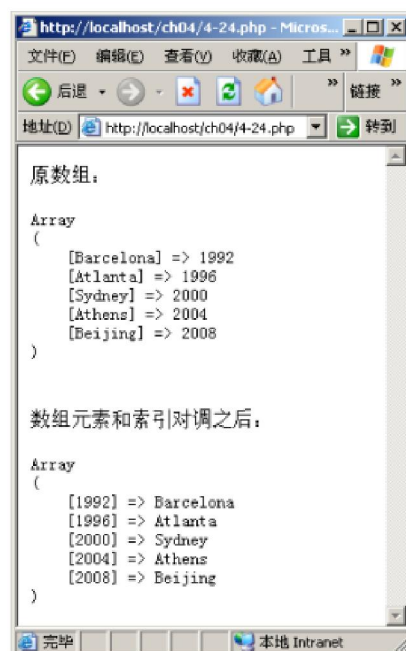 http://localhost/ch04/4-24.php - Micros...
文件(F) 编辑(E) 查看(V) 收藏(A) 工具 »
后退 » 链接 »
地址(D) http://localhost/ch04/4-24.php 转到
原数组：
Array
(
[Barcelona] => 1992
[Atlanta] => 1996
[Sydney] => 2000
[Athens] => 2004
[Beijing] => 2008
)
数组元素和索引对调之后：
Array
(
[1992] => Barcelona
[1996] => Atlanta
[2000] => Sydney
[2004] => Athens
[2008] => Beijing
)
完毕 本地 Intranet